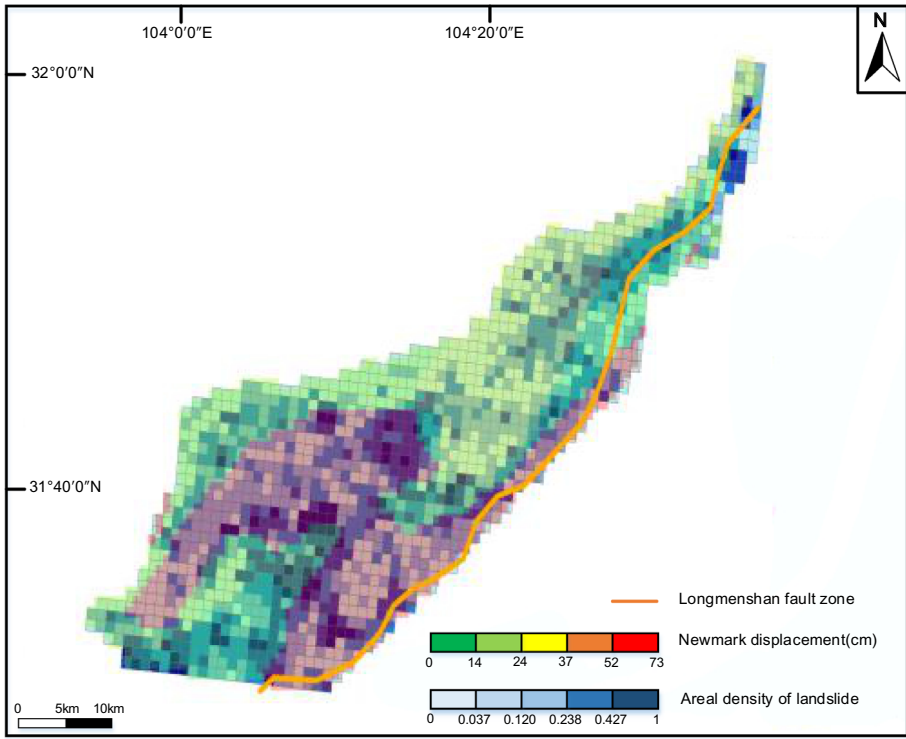 104°0′0″E
104°20′0″E
N
32°0′0″N
31°40′0″N
Longmenshan fault zone
Newmark displacement(cm)
0 14 24 37 52 73
Areal density of landslide
0 0.037 0.120 0.238 0.427 1
0 5km 10km